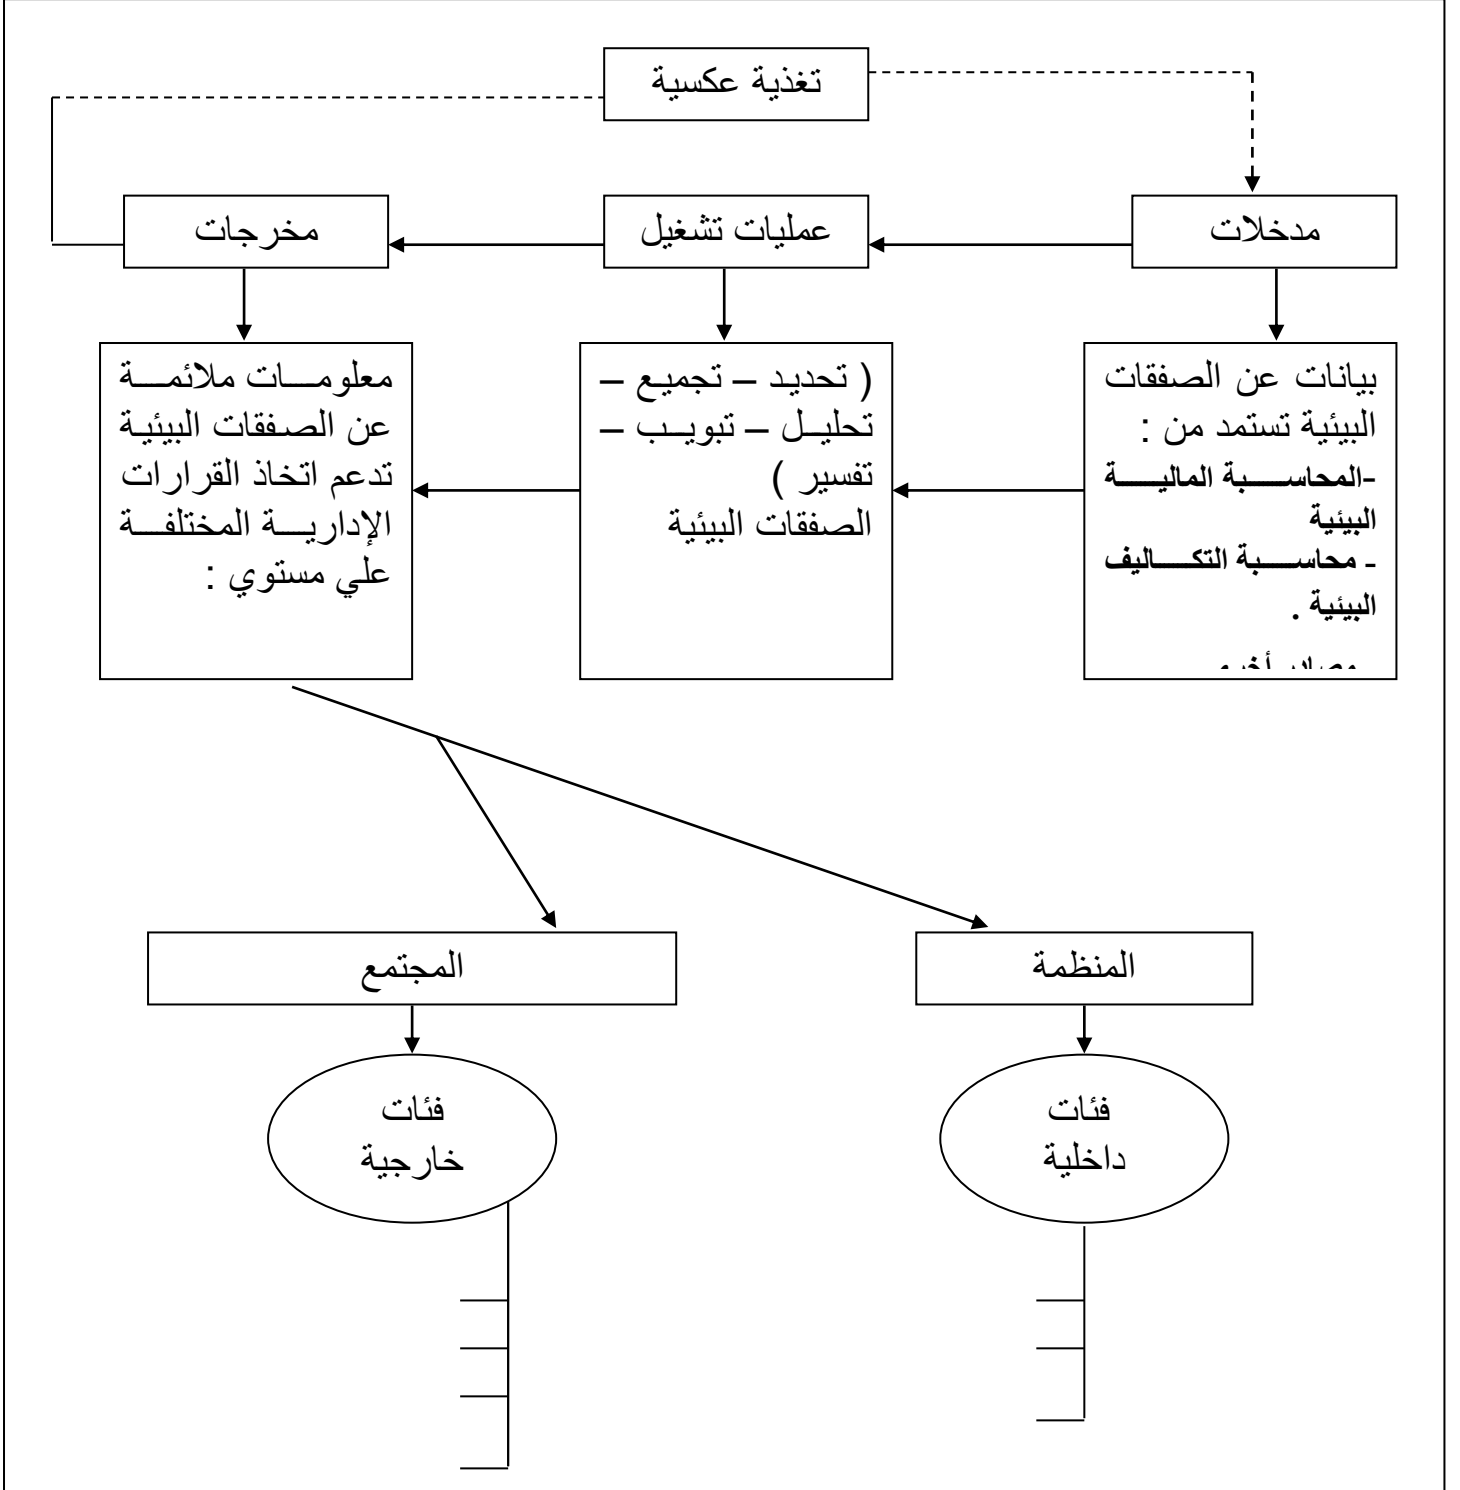 تغذية عكسية
مدخلات
عمليات تشغيل
مخرجات
بيانات عن الصفقات
البيئية تستمد من :
-المحاسبة المالية
البيئية
- محاسبة التكاليف
البيئية .
( تحديد – تجميع –
تحليل – تبويب –
تفسير )
الصفقات البيئية
معلومات ملائمة
عن الصفقات البيئية
تدعم اتخاذ القرارات
الإدارية المختلفة
علي مستوي :
المنظمة
المجتمع
فئات
داخلية
فئات
خارجية